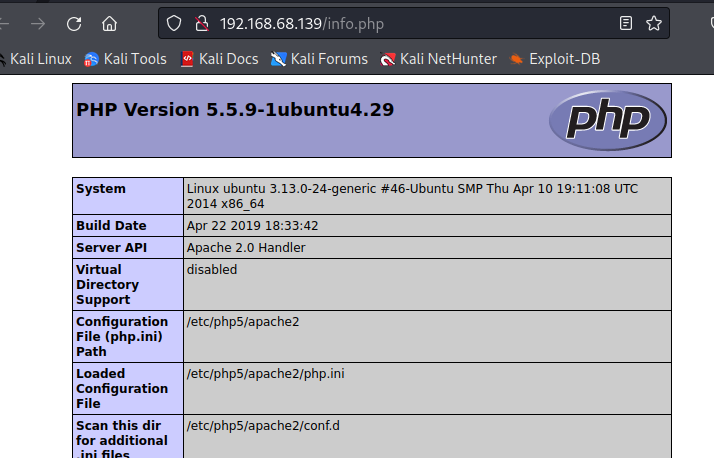 192.168.68.139/info.php
Kali Linux Kali Tools Kali Docs Kali Forums Kali NetHunter Exploit-DB
PHP Version 5.5.9-1ubuntu4.29
php
System Linux ubuntu 3.13.0-24-generic #46-Ubuntu SMP Thu Apr 10 19:11:08 UTC
2014 x86_64
Build Date Apr 22 2019 18:33:42
Server API Apache 2.0 Handler
Virtual disabled
Directory
Support
Configuration /etc/php5/apache2
File (php.ini)
Path
Loaded /etc/php5/apache2/php.ini
Configuration
File
Scan this dir /etc/php5/apache2/conf.d
for additional
.ini files